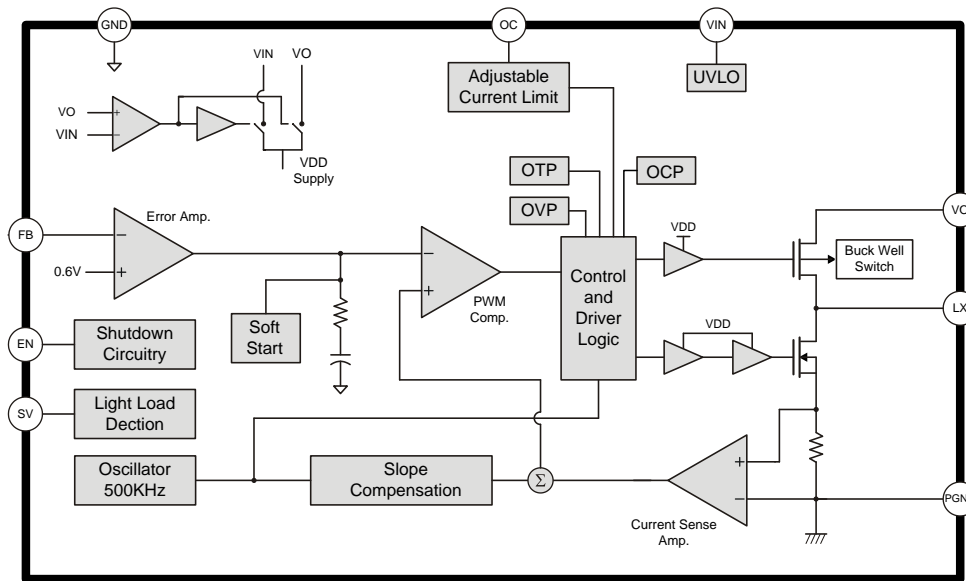 GND
OC
VIN
Adjustable
Current Limit
UVLO
VIN
VO
VO
+
VIN
−
VDD
Supply
OTP
OCP
OVP
Error Amp.
FB
−
0.6V
+
−
+
PWM
Comp.
Control
and
Driver
Logic
VDD
Buck Well
Switch
VO
LX
VDD
Soft
Start
EN
Shutdown
Circuitry
SV
Light Load
Dection
Oscillator
500KHz
Slope
Compensation
Σ
+
−
Current Sense
Amp.
PGN